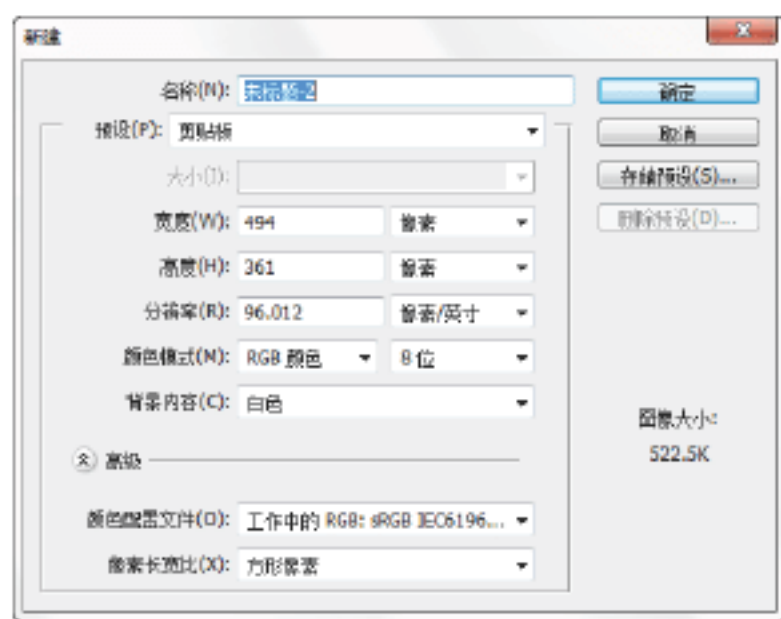 新建
名称(N): 未标题-2
确定
预设(P): 剪贴板
取消
大小(I):
存储预设(S)...
宽度(W): 494 像素
删除预设(D)...
高度(H): 361 像素
分辨率(R): 96.012 像素/英寸
颜色模式(M): RGB 颜色 8 位
背景内容(C): 白色
图像大小:
522.5K
高级
颜色配置文件(O): 工作中的 RGB: sRGB IEC6196...
像素长宽比(X): 方形像素